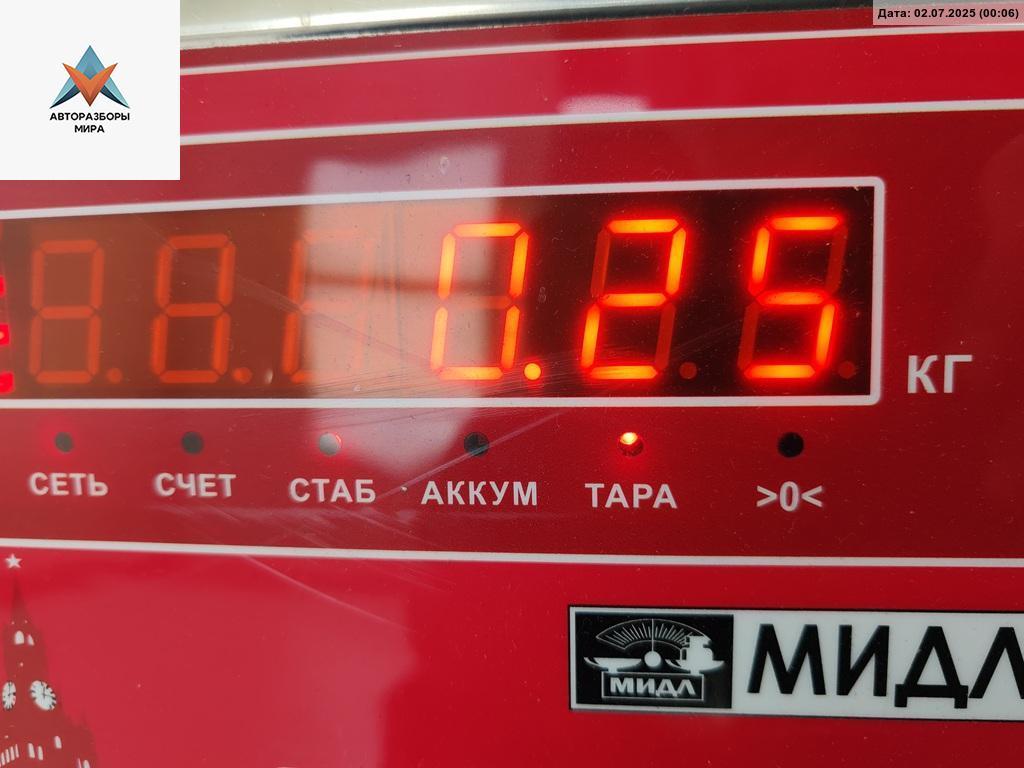 Дата: 02.07.2025 (00:06)
АВТОРАЗБОРЫ
МИРА
0.25
КГ
СЕТЬ СЧЕТ СТАБ АККУМ ТАРА >0<
МИДЛ
МИДЛ